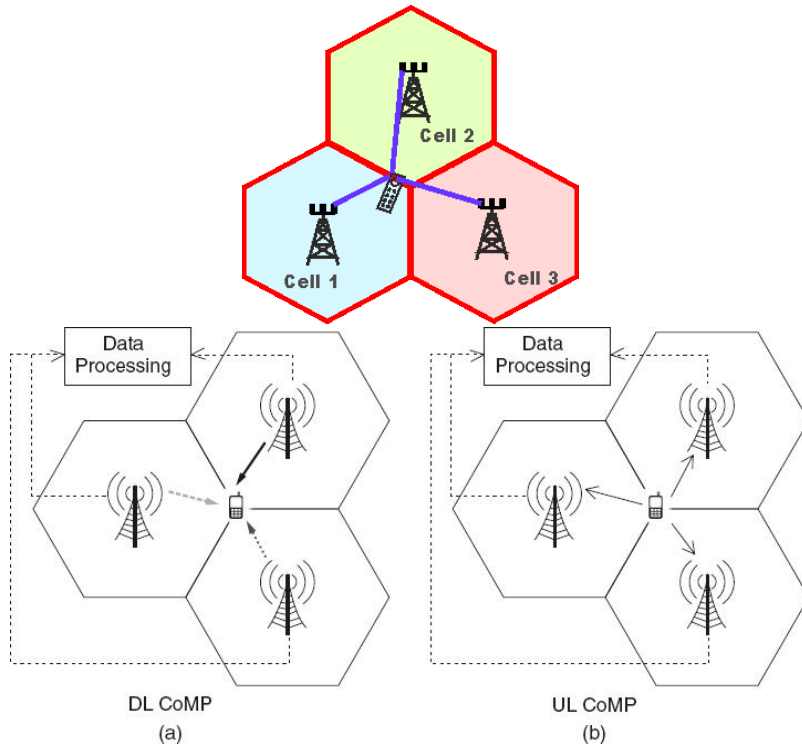 Cell 2
Cell 1
Cell 3
Data
Processing
Data
Processing
DL CoMP
(a)
UL CoMP
(b)